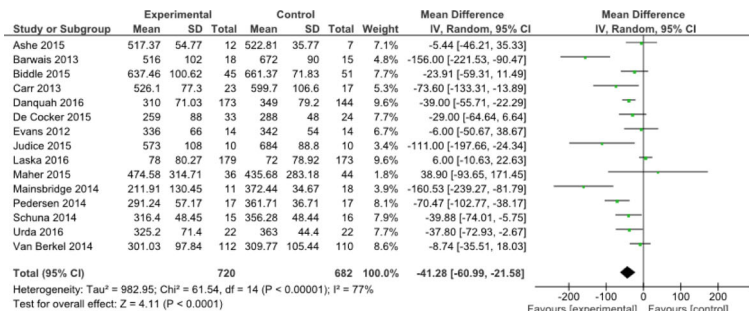 Experimental Control Mean Difference Mean Difference
Study or Subgroup Mean SD Total Mean SD Total Weight IV, Random, 95% CI IV, Random, 95% CI
Ashe 2015 517.37 54.77 12 522.81 35.77 7 7.1% -5.44 [-46.21, 35.33]
Barwais 2013 516 102 18 672 90 15 4.4% -156.00 [-221.53, -90.47]
Biddle 2015 637.46 100.62 45 661.37 71.83 51 7.6% -23.91 [-59.31, 11.49]
Carr 2013 526.1 77.3 23 599.7 106.6 17 4.9% -73.60 [-133.31, -13.89]
Danquah 2016 310 71.03 173 349 79.2 144 10.0% -39.00 [-55.71, -22.29]
De Cocker 2015 259 88 33 288 48 24 7.6% -29.00 [-64.64, 6.64]
Evans 2012 336 66 14 342 54 14 6.6% -6.00 [-50.67, 38.67]
Judice 2015 573 108 10 684 88.8 10 3.1% -111.00 [-197.66, -24.34]
Laska 2016 78 80.27 179 72 78.92 173 10.0% 6.00 [-10.63, 22.63]
Maher 2015 474.58 314.71 36 435.68 283.18 44 1.8% 38.90 [-93.65, 171.45]
Mainsbridge 2014 211.91 130.45 11 372.44 34.67 18 3.5% -160.53 [-239.27, -81.79]
Pedersen 2014 291.24 57.17 17 361.71 36.71 17 8.0% -70.47 [-102.77, -38.17]
Schuna 2014 316.4 48.45 15 356.28 48.44 16 7.8% -39.88 [-74.01, -5.75]
Urda 2016 325.2 71.4 22 363 44.4 22 7.7% -37.80 [-72.93, -2.67]
Van Berkel 2014 301.03 97.84 112 309.77 105.44 110 8.7% -8.74 [-35.51, 18.03]
Total (95% CI) 720 682 100.0% -41.28 [-60.99, -21.58]
Heterogeneity: Tau² = 982.95; Chi² = 61.54, df = 14 (P < 0.00001); I² = 77%
Test for overall effect: Z = 4.11 (P < 0.0001)
-200 -100 0 100 200
Favours [experimental] Favours [control]